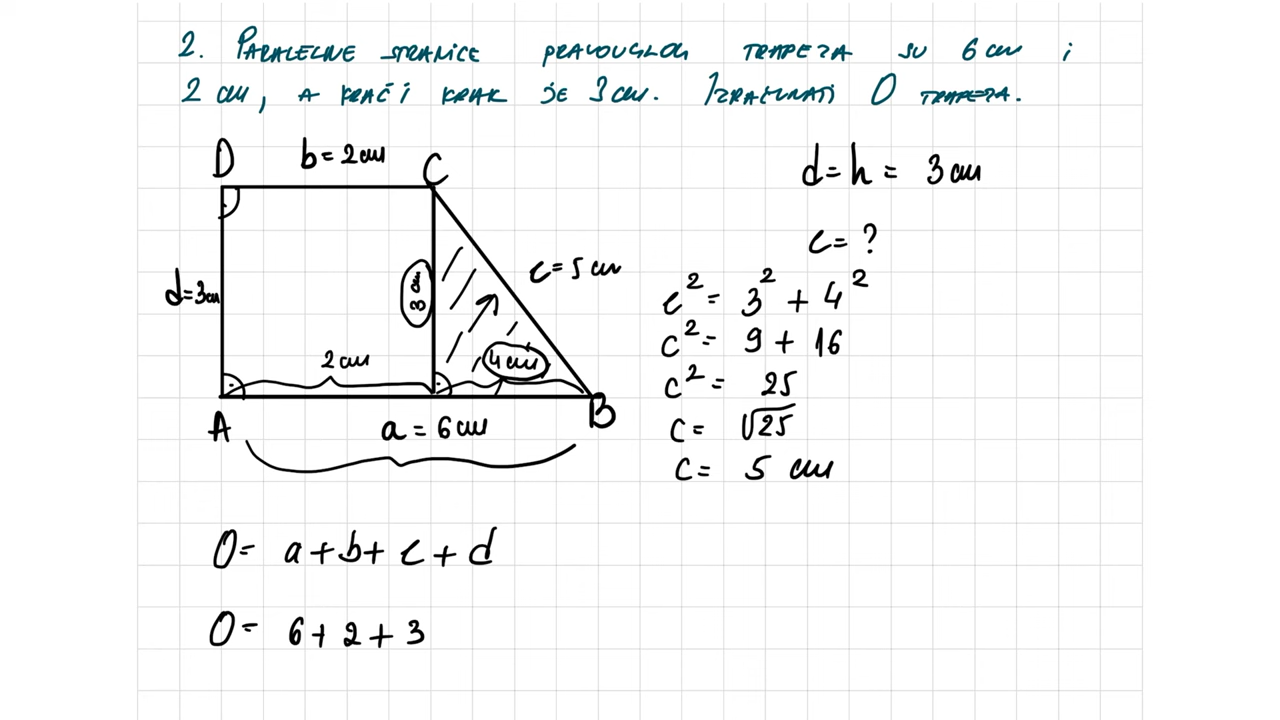 2. PARALELNE STRANICE PRAVOUGLOG TRAPEZA SU 6 cm i
2 cm, A KRAĆI KRAK JE 3 cm. IZRAČUNATI O TRAPEZA.
D b = 2 cm C
d = h = 3 cm
c = ?
d = 3 cm
3 cm
c = 5 cm
c² = 3² + 4²
c² = 9 + 16
2 cm
4 cm
c² = 25
A a = 6 cm B
c = √25
c = 5 cm
O = a + b + c + d
O = 6 + 2 + 3